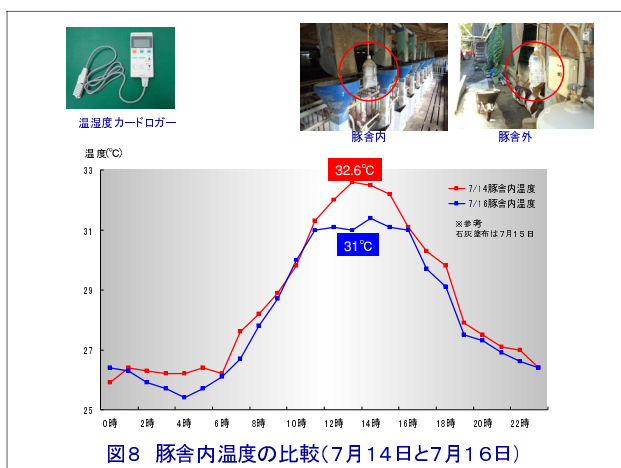 温湿度カードロガー
豚舎内
豚舎外
温度(℃)
33
31
29
27
25
32.6℃
31℃
7/14豚舎内温度
7/16豚舎内温度
※参考
石灰塗布は7月15日
0時 2時 4時 6時 8時 10時 12時 14時 16時 18時 20時 22時
図8 豚舎内温度の比較(7月14日と7月16日)